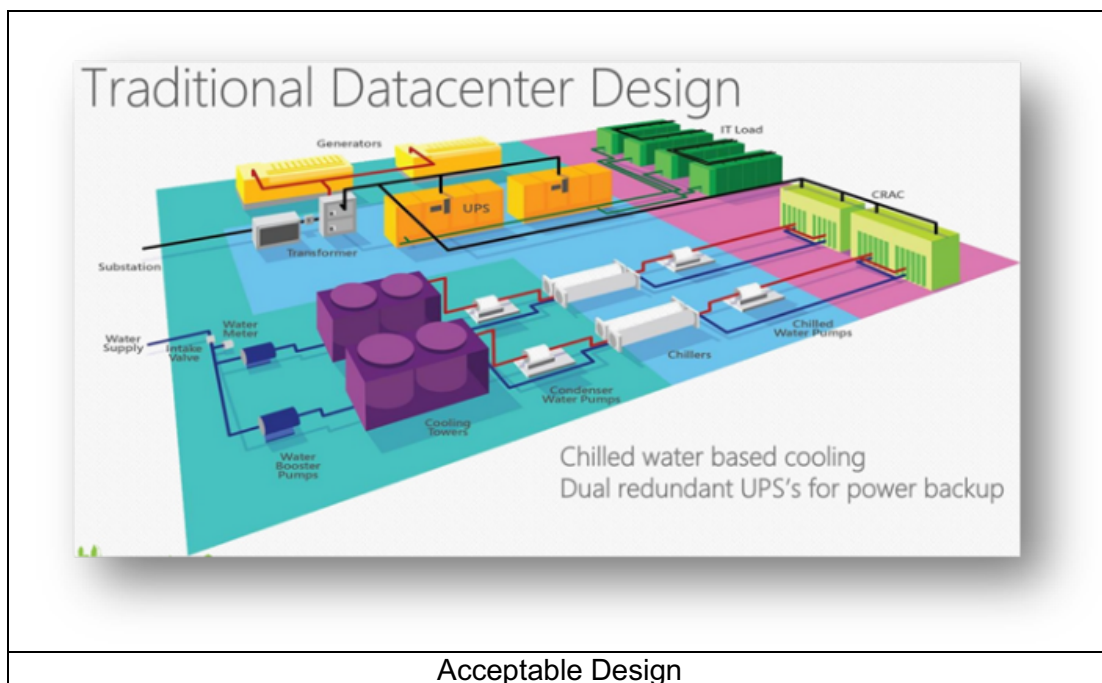 Traditional Datacenter Design
Generators
IT Load
UPS
CRAC
Substation
Transformer
Water
Meter
Water
Supply
Intake
Valve
Chilled
Water Pumps
Chillers
Condenser
Water Pumps
Cooling
Towers
Water
Booster
Pumps
Chilled water based cooling
Dual redundant UPS's for power backup
Acceptable Design